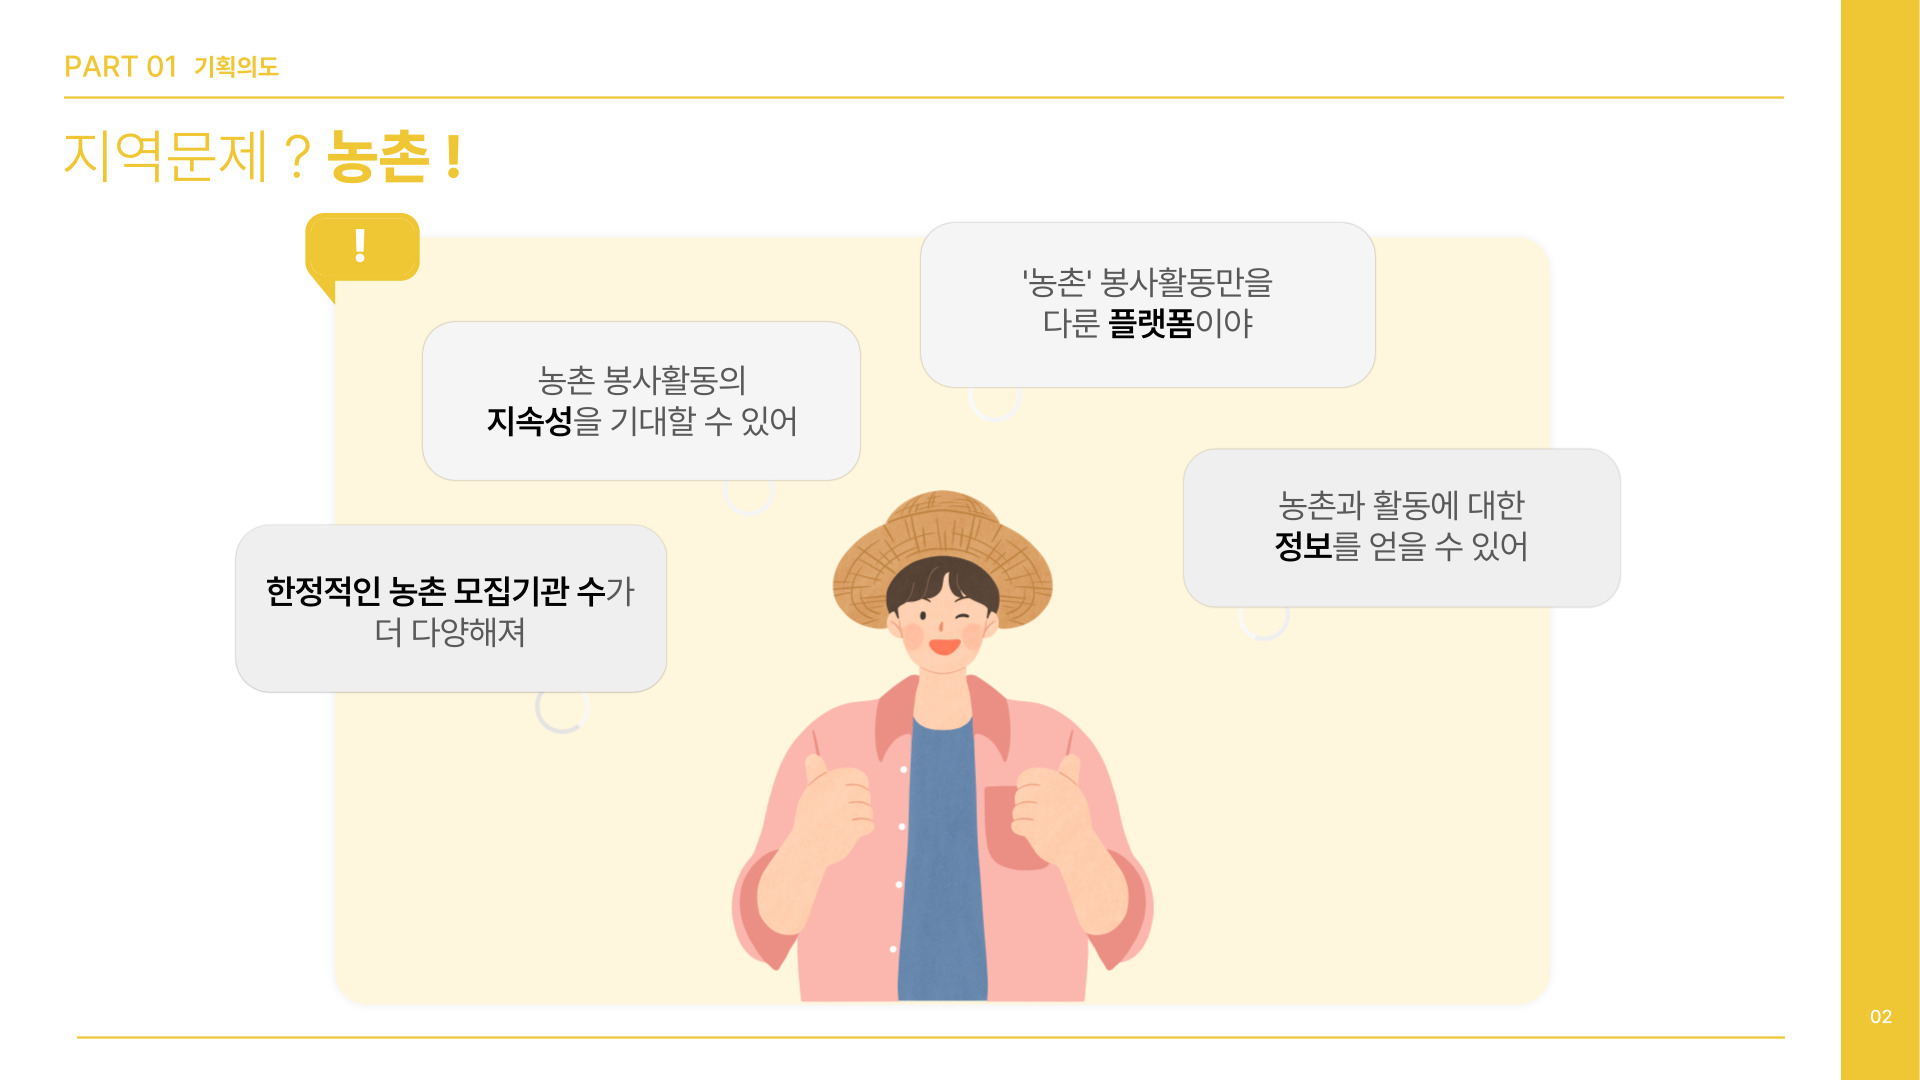 PART 01 기획의도
지역문제 ? 농촌 !
!
'농촌' 봉사활동만을
다룬 플랫폼이야
농촌 봉사활동의
지속성을 기대할 수 있어
농촌과 활동에 대한
정보를 얻을 수 있어
한정적인 농촌 모집기관 수가
더 다양해져
02